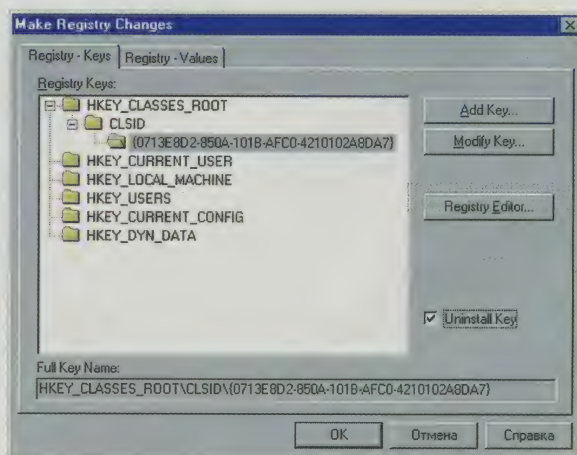 Make Registry Changes
Registry - Keys
Registry - Values
Registry Keys:
HKEY_CLASSES_ROOT
CLSID
{0713E8D2-850A-101B-AFC0-4210102A8DA7}
HKEY_CURRENT_USER
HKEY_LOCAL_MACHINE
HKEY_USERS
HKEY_CURRENT_CONFIG
HKEY_DYN_DATA
Add Key...
Modify Key...
Registry Editor...
Uninstall Key
Full Key Name:
HKEY_CLASSES_ROOT\CLSID\{0713E8D2-850A-101B-AFC0-4210102A8DA7}
OK
Отмена
Справка